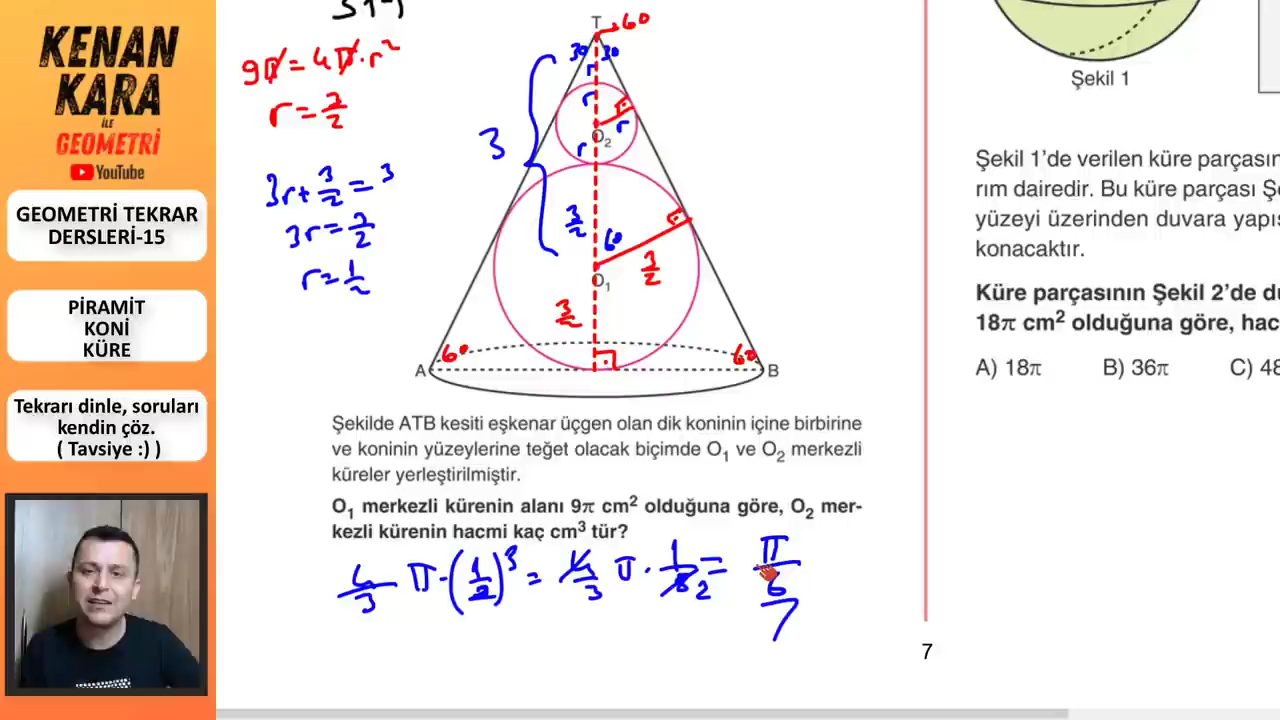 KENAN
KARA
İLE
GEOMETRİ
YouTube
GEOMETRİ TEKRAR
DERSLERİ-15
PİRAMİT
KONİ
KÜRE
Tekrarı dinle, soruları
kendin çöz.
( Tavsiye :) )
9π = 4π·r²
r = 3/2
3r + 3/2 = 3
3r = 3/2
r = 1/2
T
60
30 30
r
r
r
r
O2
3
3/2
60
3/2
O1
3/2
60
60
A
B
Şekilde ATB kesiti eşkenar üçgen olan dik koninin içine birbirine
ve koninin yüzeylerine teğet olacak biçimde O1 ve O2 merkezli
küreler yerleştirilmiştir.
O1 merkezli kürenin alanı 9π cm² olduğuna göre, O2 mer-
kezli kürenin hacmi kaç cm³ tür?
4/3 π·(1/2)³ = 4/3 π · 1/8 2 = π/6
7
Şekil 1
Şekil 1'de verilen küre parçasın
rım dairedir. Bu küre parçası Şe
yüzeyi üzerinden duvara yapış
konacaktır.
Küre parçasının Şekil 2'de du
18π cm² olduğuna göre, hac
A) 18π B) 36π C) 48